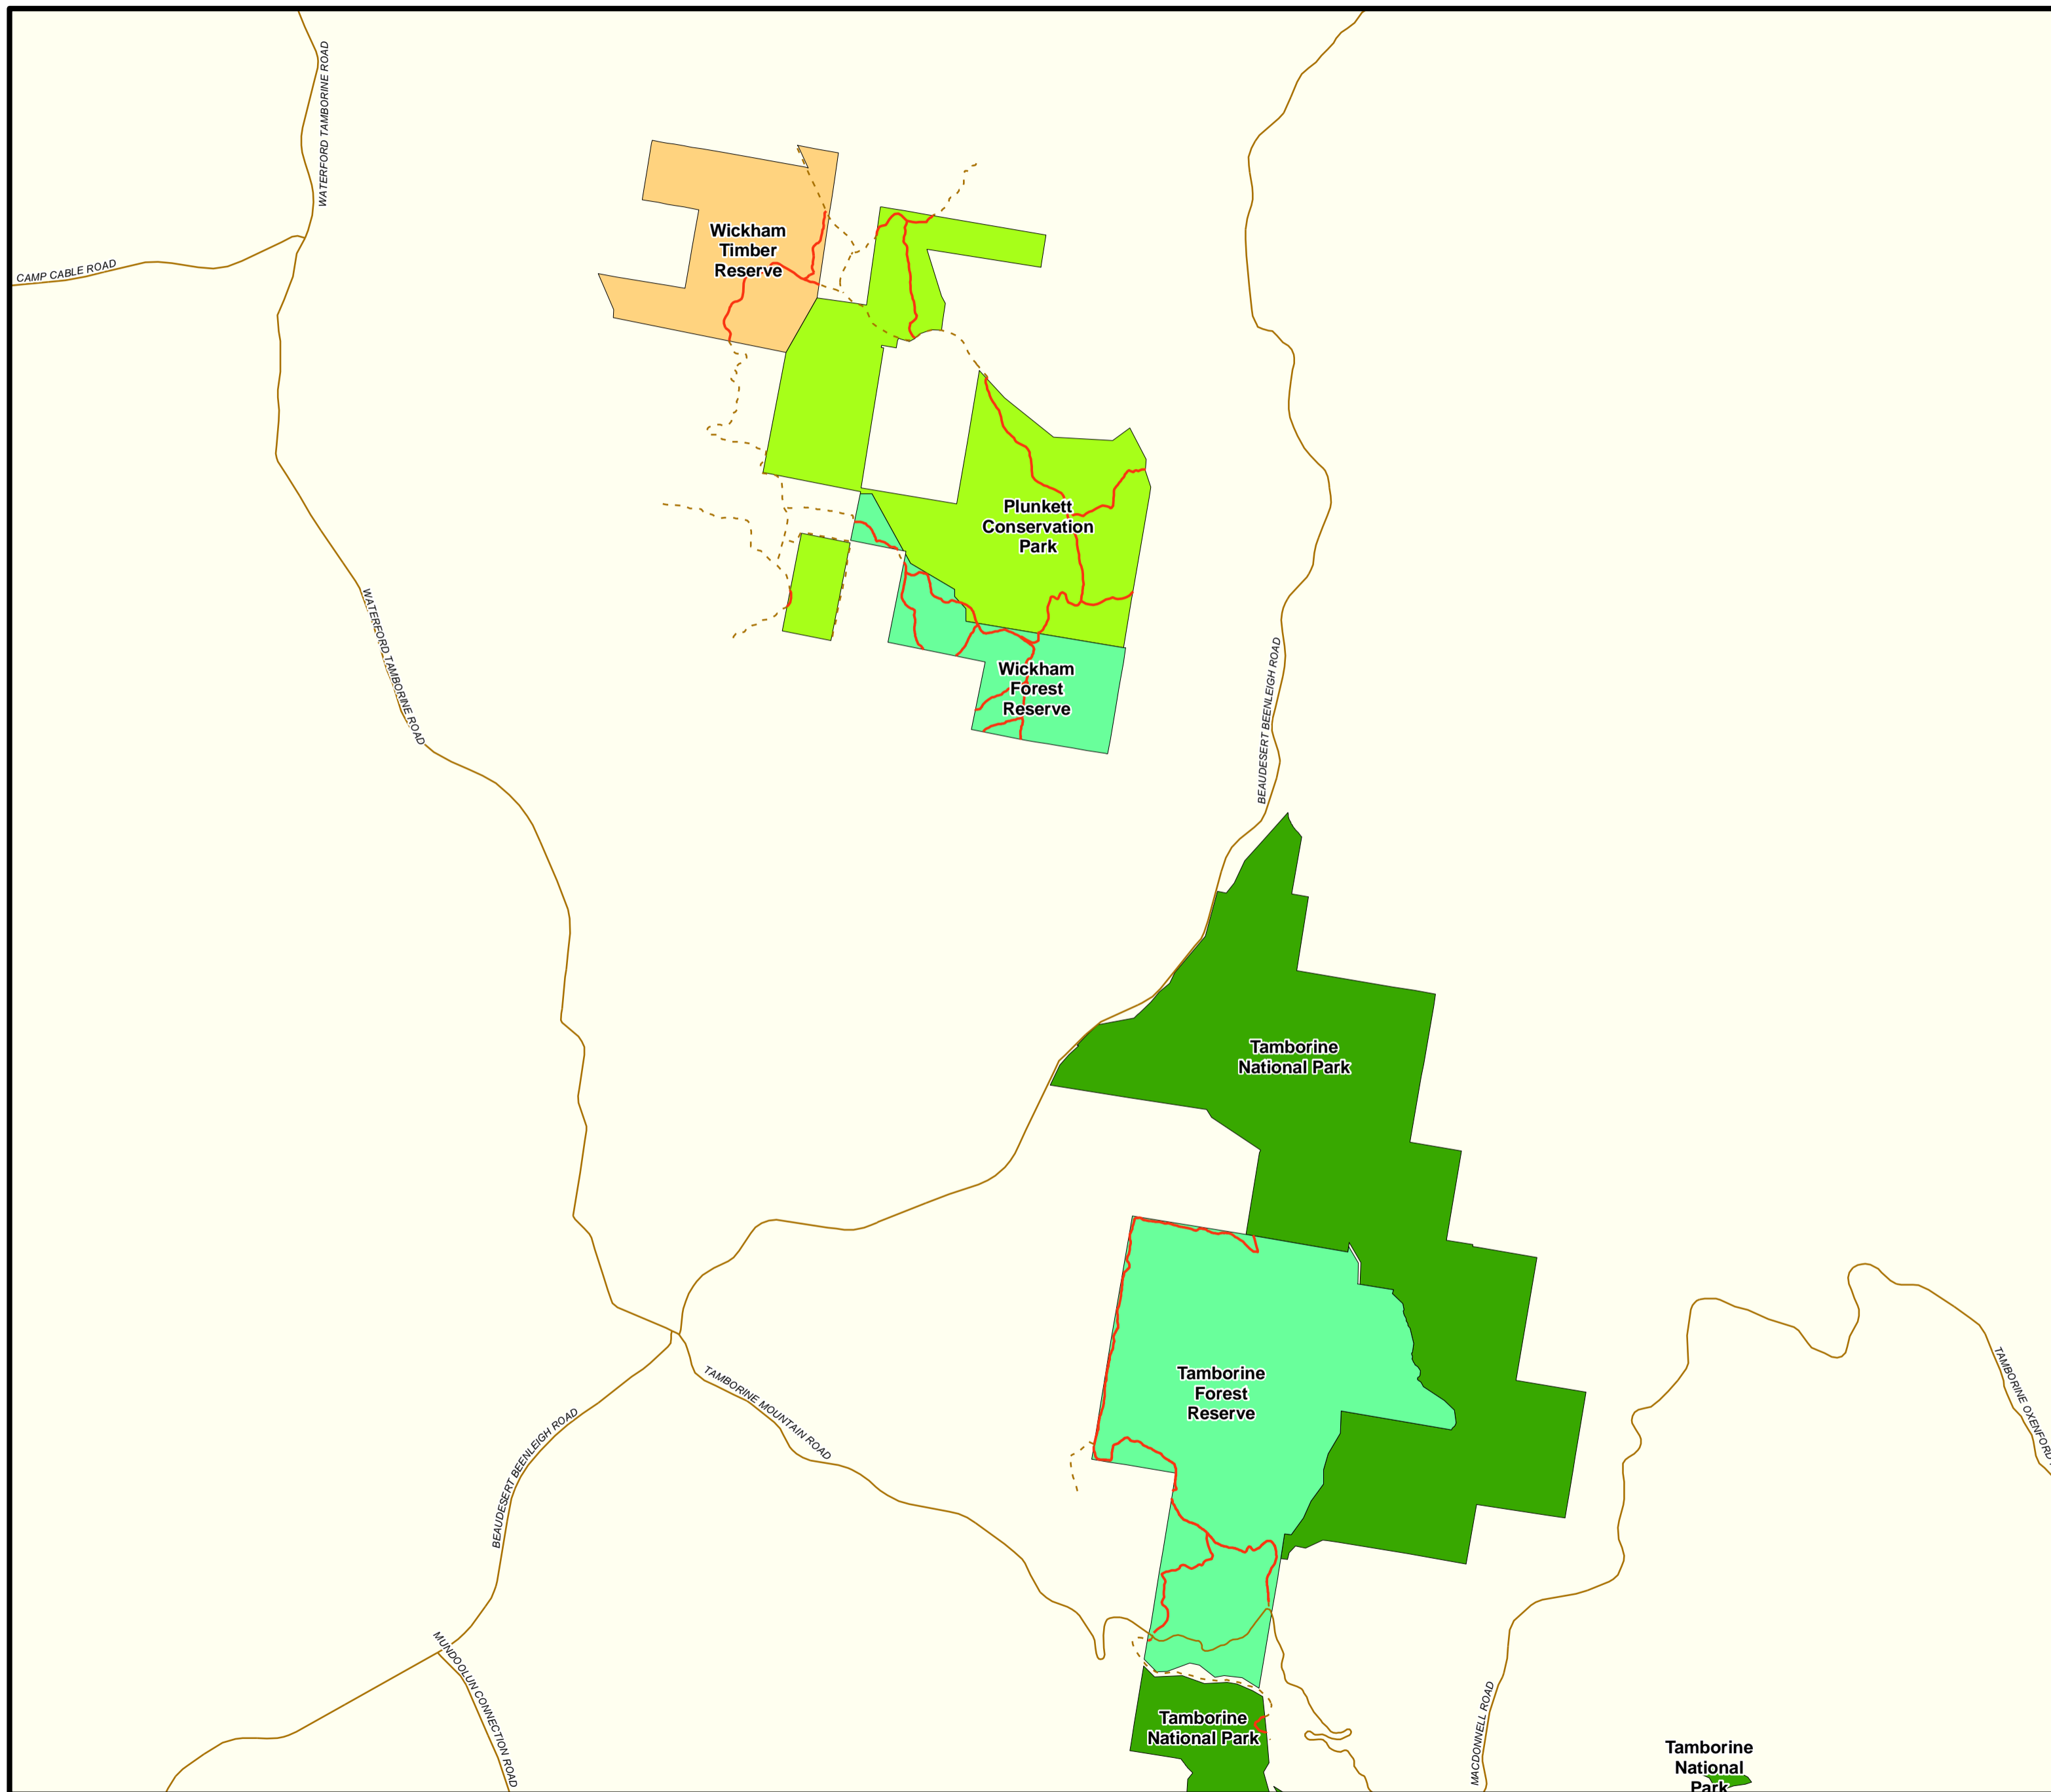 WATERFORD TAMBORINE ROAD
CAMP CABLE ROAD
Wickham
Timber
Reserve
Plunkett
Conservation
Park
WATERFORD TAMBORINE ROAD
Wickham
Forest
Reserve
BEAUDESERT BEENLEIGH ROAD
Tamborine
National Park
Tamborine
Forest
Reserve
TAMBORINE MOUNTAIN ROAD
BEAUDESERT BEENLEIGH ROAD
TAMBORINE OXENFORD
MUNDOOLUN CONNECTION ROAD
MACDONNELL ROAD
Tamborine
National Park
Tamborine
National
Park